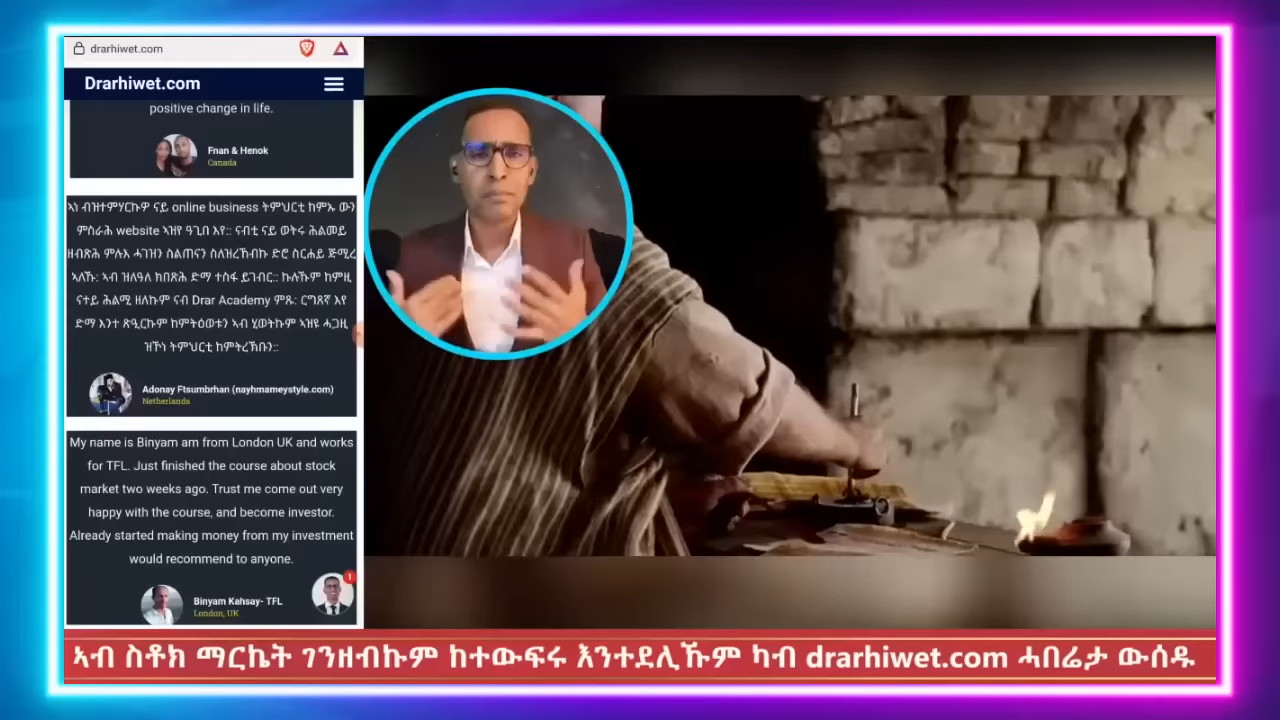 drarhiwet.com
Drarhiwet.com
positive change in life.
Fnan & Henok
Canada
ኣነ ብዝተምሃርኩዎ ናይ online business ትምህርቲ ከምኡ ውን
ምስራሕ website ኣዝየ ዓጊበ እየ:: ናብቲ ናይ ወትሩ ሕልመይ
ዘብጽሕ ምሉእ ሓገዝን ስልጠናን ስለዝረኸብኩ ድሮ ስርሐይ ጅሚረ
ኣለኹ: ኣብ ዝለዓለ ክበጽሕ ድማ ተስፋ ይገብር:: ኩሉኹም ከምዚ
ናተይ ሕልሚ ዘለኩም ናብ Drar Academy ምጹ: ርግጸኛ እየ
ድማ እንተ ጽዒርኩም ከምትዕወቱን ኣብ ሂወትኩም ኣዝዩ ሓጋዚ
ዝኾነ ትምህርቲ ከምትረኽቡን::
Adonay Ftsumbrhan (nayhmameystyle.com)
Netherlands
My name is Binyam am from London UK and works
for TFL. Just finished the course about stock
market two weeks ago. Trust me come out very
happy with the course, and become investor.
Already started making money from my investment
would recommend to anyone.
1
Binyam Kahsay- TFL
London, UK
ኣብ ስቶክ ማርኬት ገንዘብኩም ከተውፍሩ እንተደሊኹም ካብ drarhiwet.com ሓበሬታ ውሰዱ